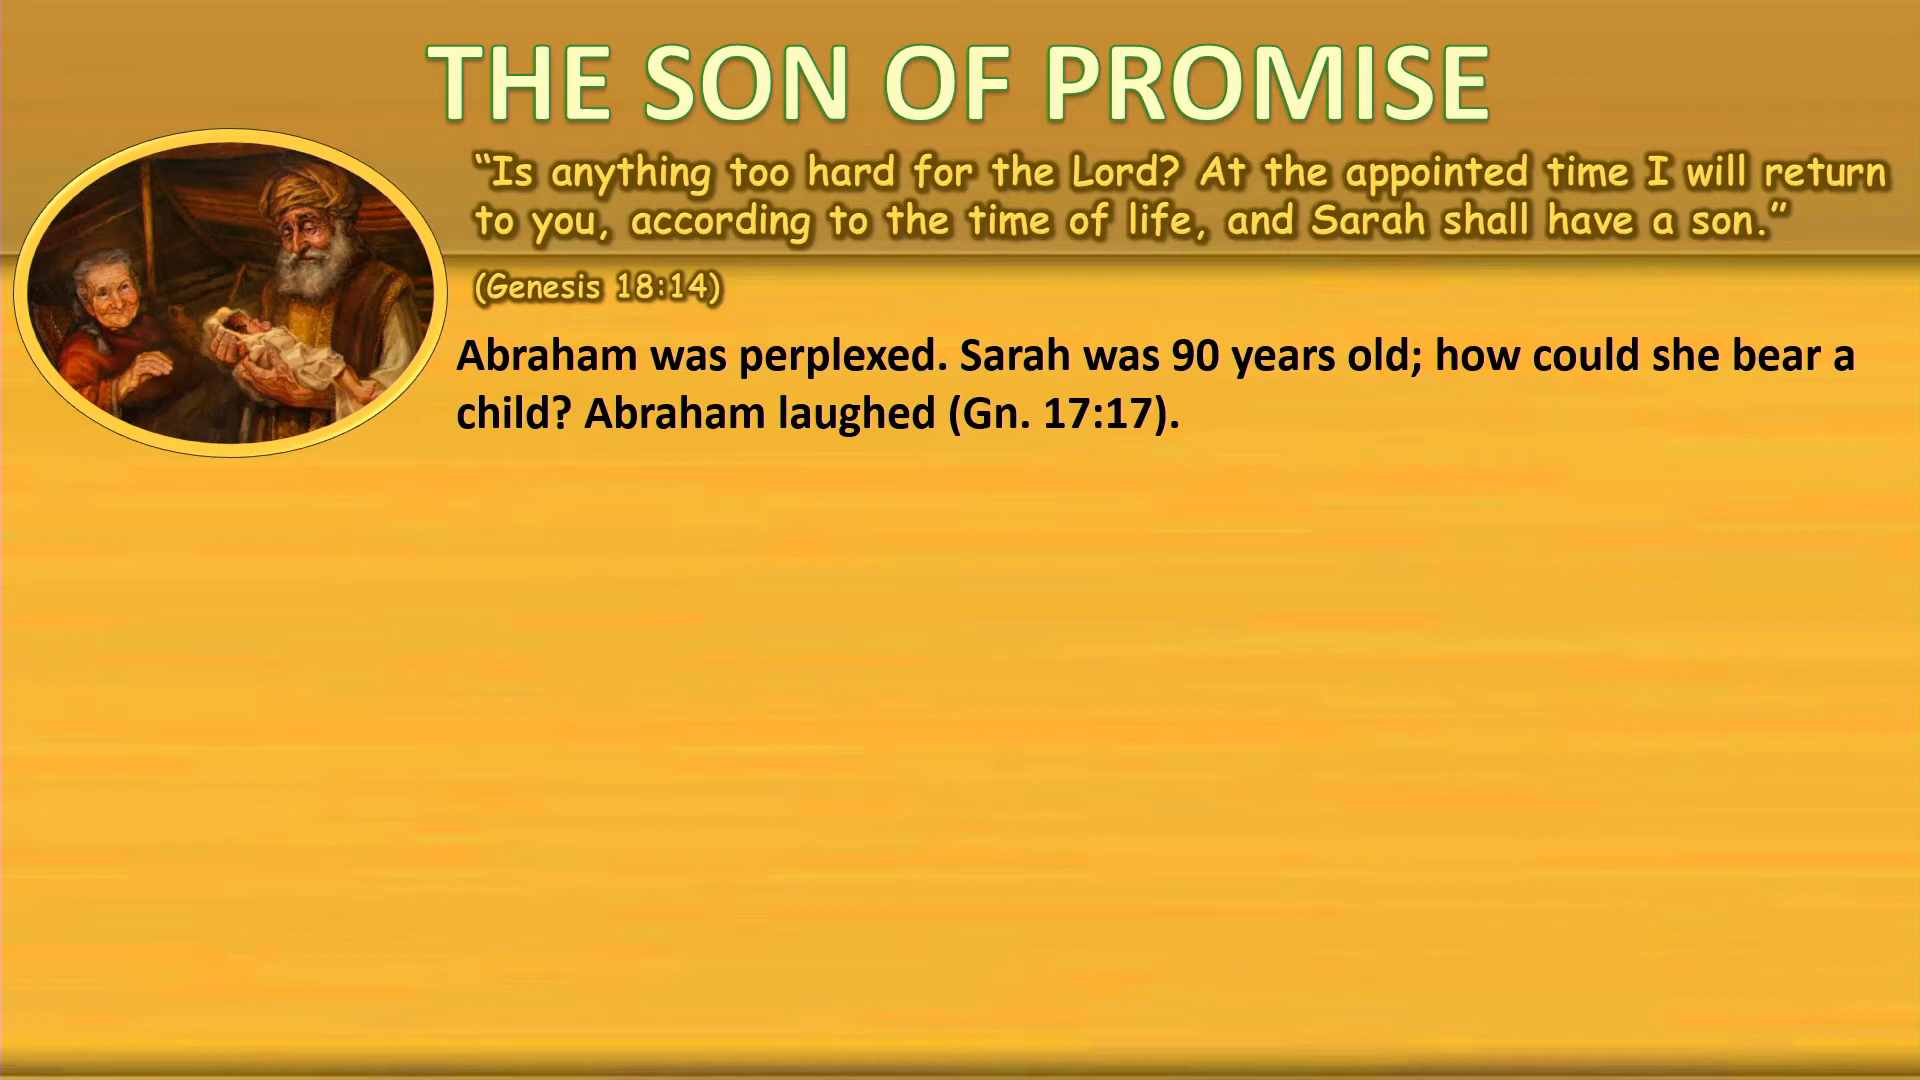 THE SON OF PROMISE
“Is anything too hard for the Lord? At the appointed time I will return
to you, according to the time of life, and Sarah shall have a son.”
(Genesis 18:14)
Abraham was perplexed. Sarah was 90 years old; how could she bear a
child? Abraham laughed (Gn. 17:17).